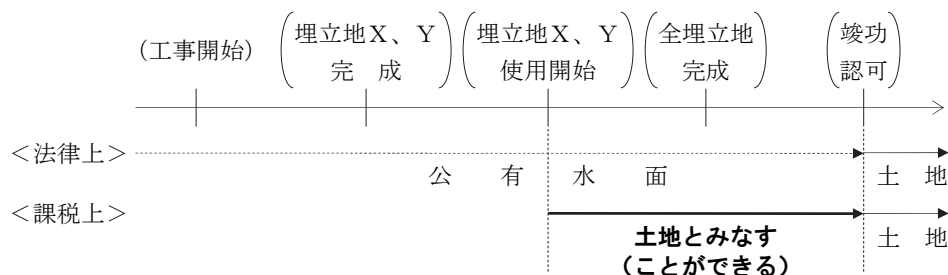 (工事開始)
埋立地X、Y
完 成
埋立地X、Y
使用開始
全埋立地
完成
竣功
認可
<法律上>
公 有 水 面
土 地
<課税上>
土地とみなす
(ことができる)
土 地